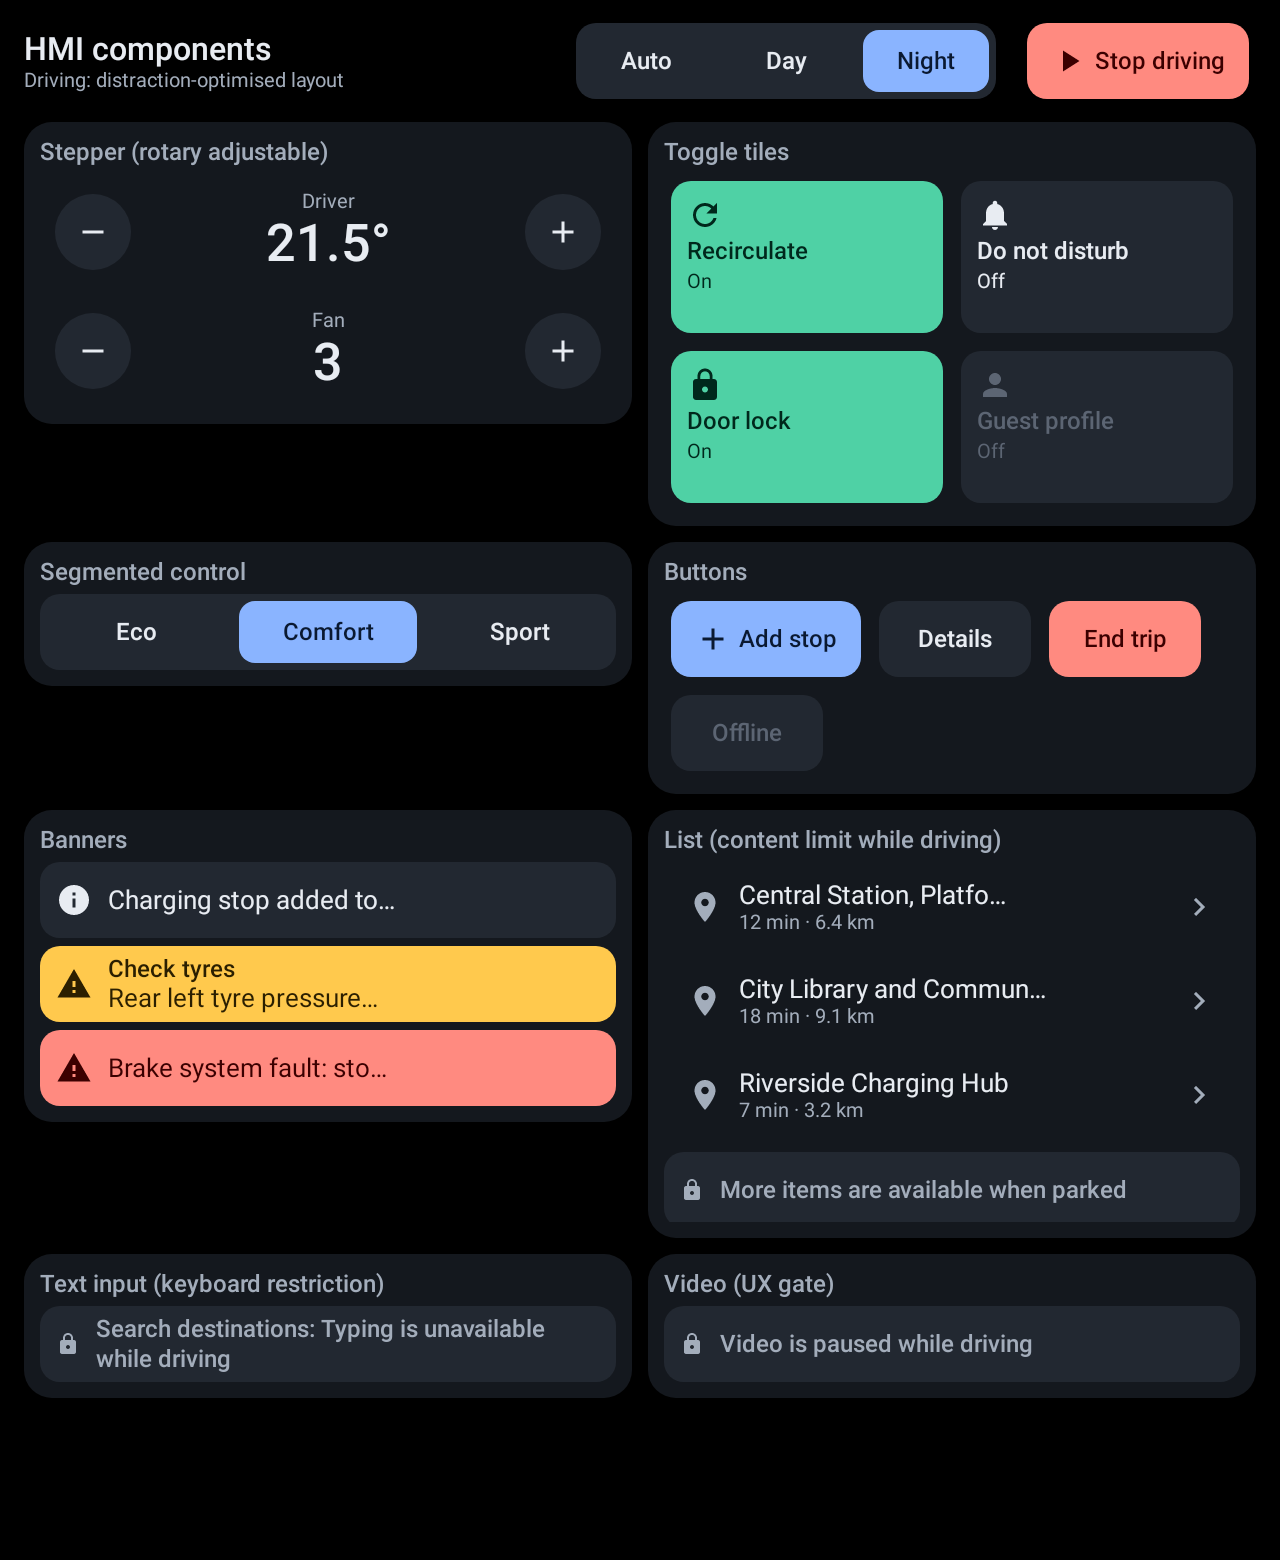 HMI components
Driving: distraction-optimised layout
Auto
Day
Night
Stop driving
Stepper (rotary adjustable)
Driver
21.5°
Fan
3
Toggle tiles
Recirculate
On
Do not disturb
Off
Door lock
On
Guest profile
Off
Segmented control
Eco
Comfort
Sport
Buttons
Add stop
Details
End trip
Offline
Banners
Charging stop added to…
Check tyres
Rear left tyre pressure…
Brake system fault: sto…
List (content limit while driving)
Central Station, Platfo…
12 min · 6.4 km
City Library and Commun…
18 min · 9.1 km
Riverside Charging Hub
7 min · 3.2 km
More items are available when parked
Text input (keyboard restriction)
Search destinations: Typing is unavailable
while driving
Video (UX gate)
Video is paused while driving